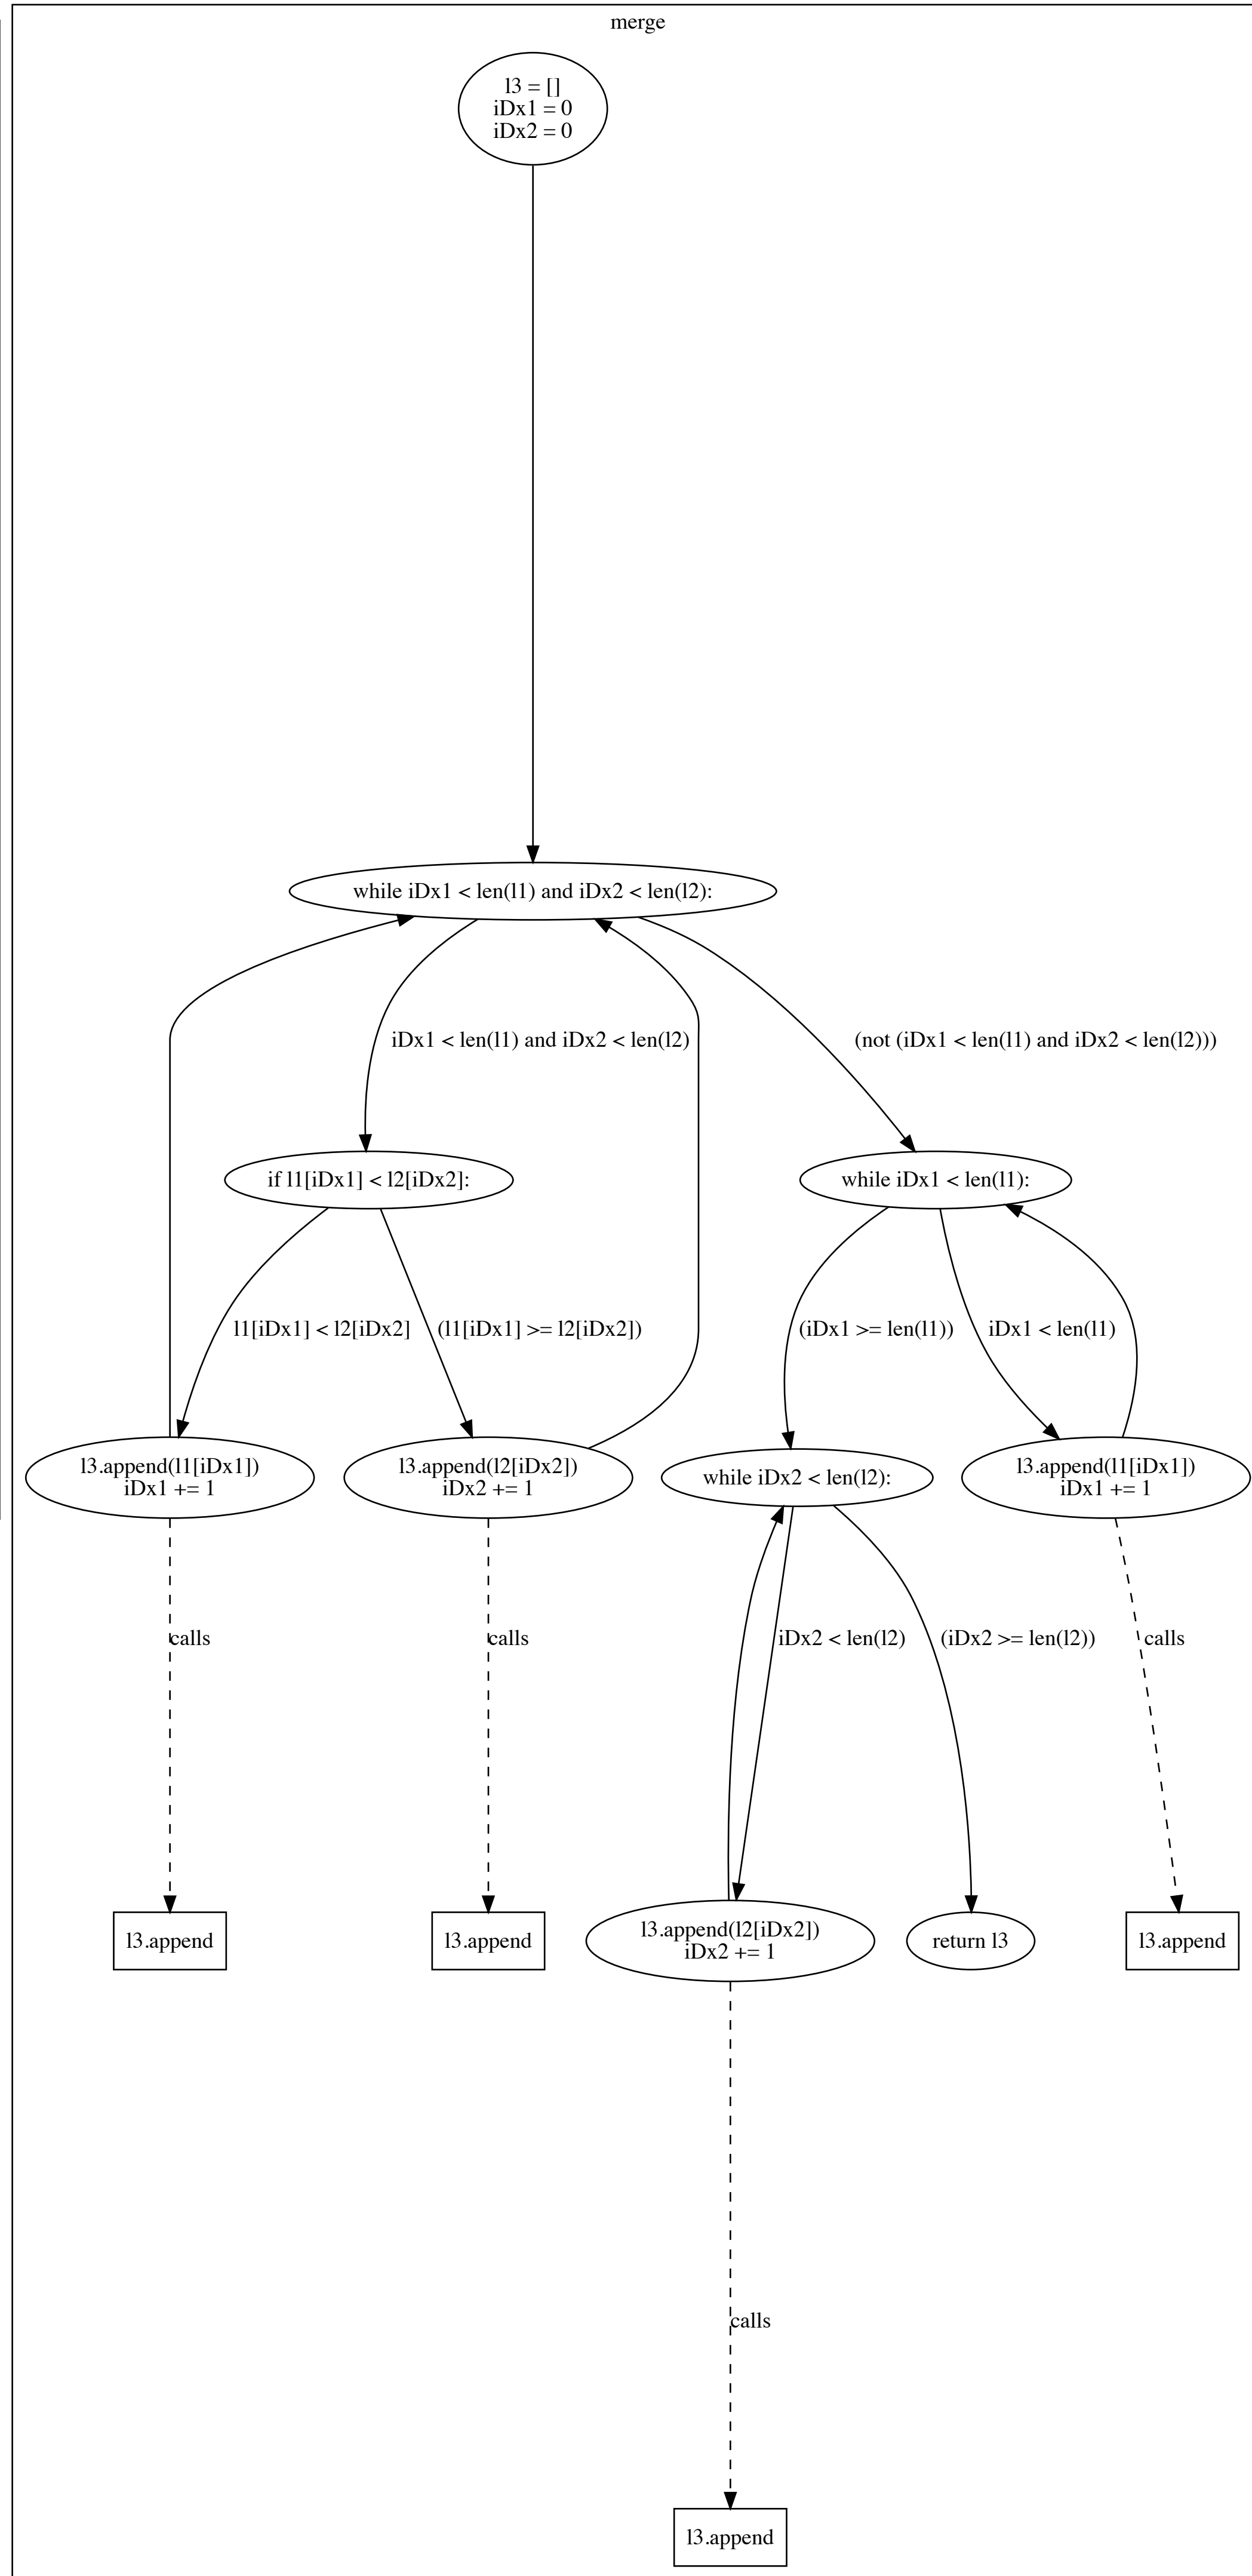 merge
l3 = []
iDx1 = 0
iDx2 = 0
while iDx1 < len(l1) and iDx2 < len(l2):
iDx1 < len(l1) and iDx2 < len(l2)
(not (iDx1 < len(l1) and iDx2 < len(l2)))
if l1[iDx1] < l2[iDx2]:
while iDx1 < len(l1):
l1[iDx1] < l2[iDx2]
(l1[iDx1] >= l2[iDx2])
(iDx1 >= len(l1))
iDx1 < len(l1)
l3.append(l1[iDx1])
iDx1 += 1
l3.append(l2[iDx2])
iDx2 += 1
while iDx2 < len(l2):
l3.append(l1[iDx1])
iDx1 += 1
calls
calls
iDx2 < len(l2)
(iDx2 >= len(l2))
calls
l3.append
l3.append
l3.append(l2[iDx2])
iDx2 += 1
return l3
l3.append
calls
l3.append